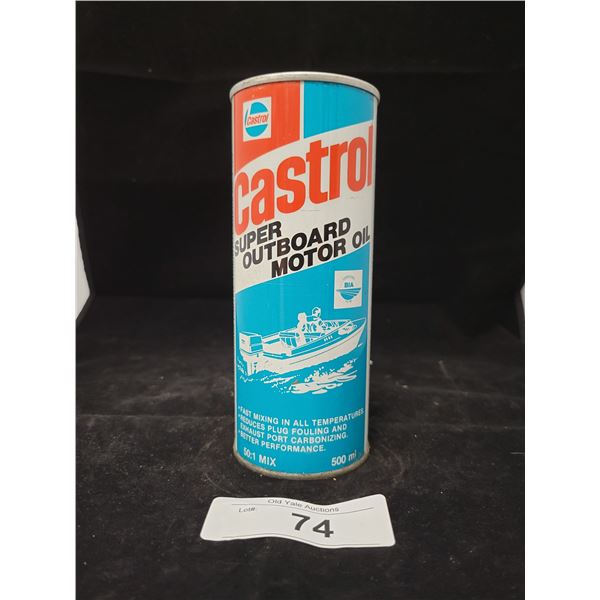 Castrol
Castrol
SUPER
OUTBOARD
MOTOR OIL
BIA
•FAST MIXING IN ALL TEMPERATURES.
•REDUCES PLUG FOULING AND
EXHAUST PORT CARBONIZING.
•BETTER PERFORMANCE.
50:1 MIX 500 ml
Old Yale Auctions
Lot#: 74